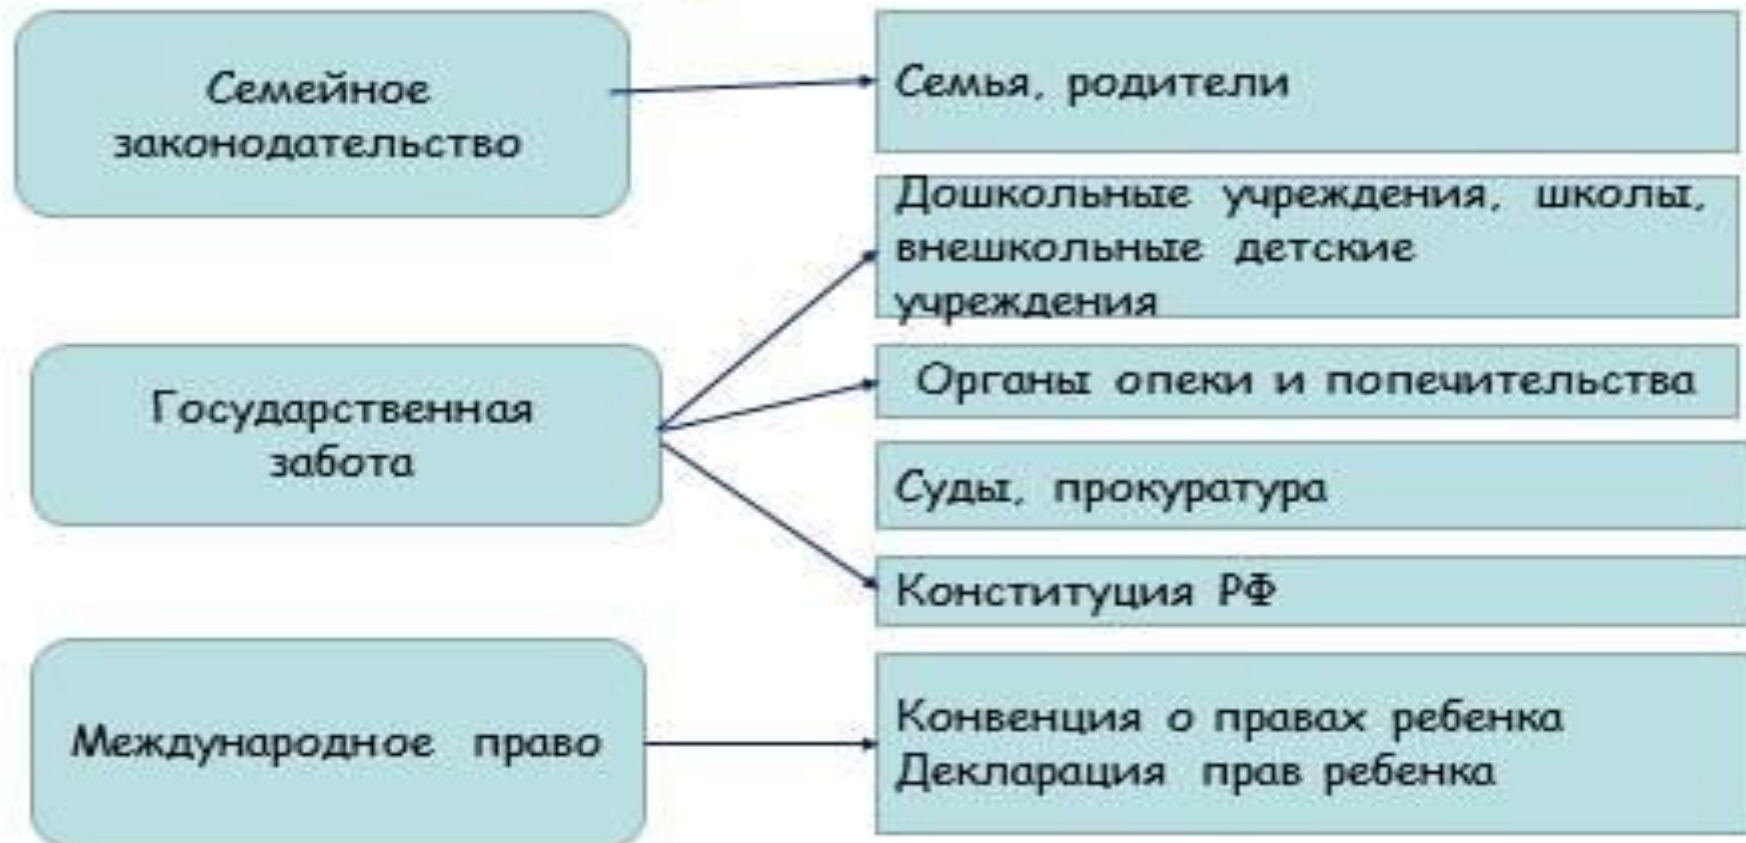 Семейное
законодательство
Семья, родители
Дошкольные учреждения, школы,
внешкольные детские
учреждения
Государственная
забота
Органы опеки и попечительства
Суды, прокуратура
Конституция РФ
Международное право
Конвенция о правах ребенка
Декларация прав ребенка